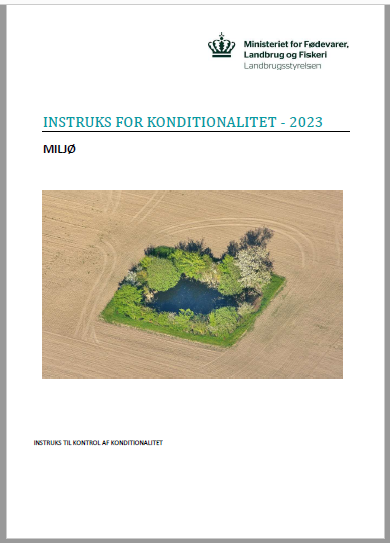 Ministeriet for Fødevarer,
Landbrug og Fiskeri
Landbrugsstyrelsen
INSTRUKS FOR KONDITIONALITET - 2023
MILJØ
INSTRUKS TIL KONTROL AF KONDITIONALITET